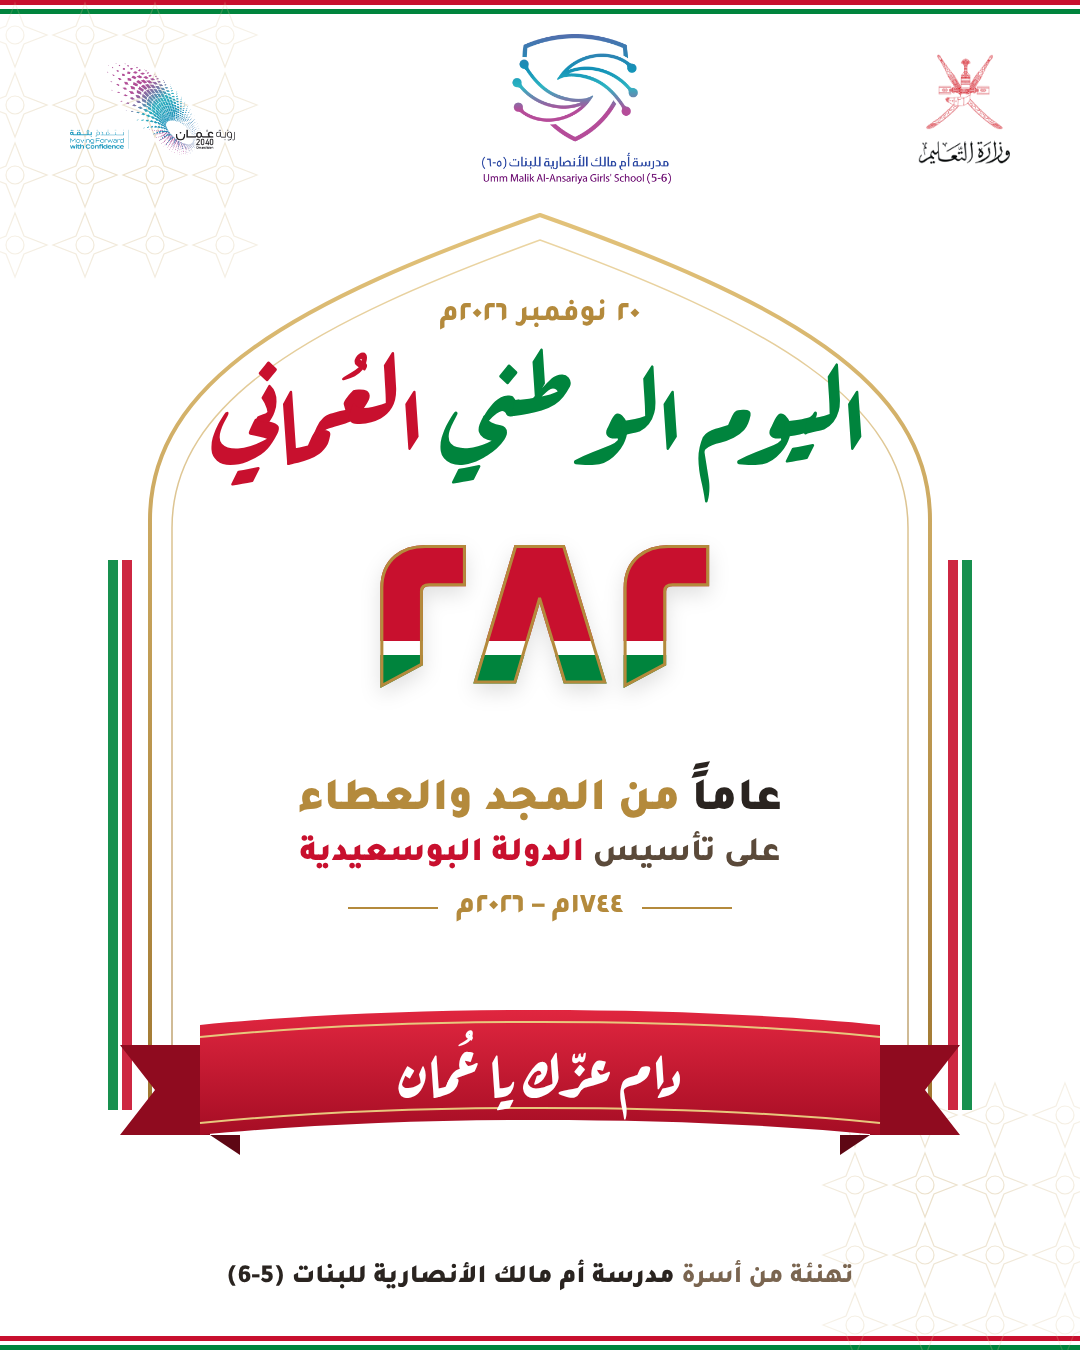 وزارة التعليم
مدرسة أم مالك الأنصارية للبنات (٥-٦)
Umm Malik Al-Ansariya Girls' School (5-6)
رؤية عُمان
2040
نتقدم بثقة
Moving Forward
with Confidence
٢٠ نوفمبر ٢٠٢٦م
اليوم الوطني العُماني
٢٨٢
عاماً من المجد والعطاء
على تأسيس الدولة البوسعيدية
١٧٤٤م – ٢٠٢٦م
دام عزّك يا عُمان
تهنئة من أسرة مدرسة أم مالك الأنصارية للبنات (5-6)